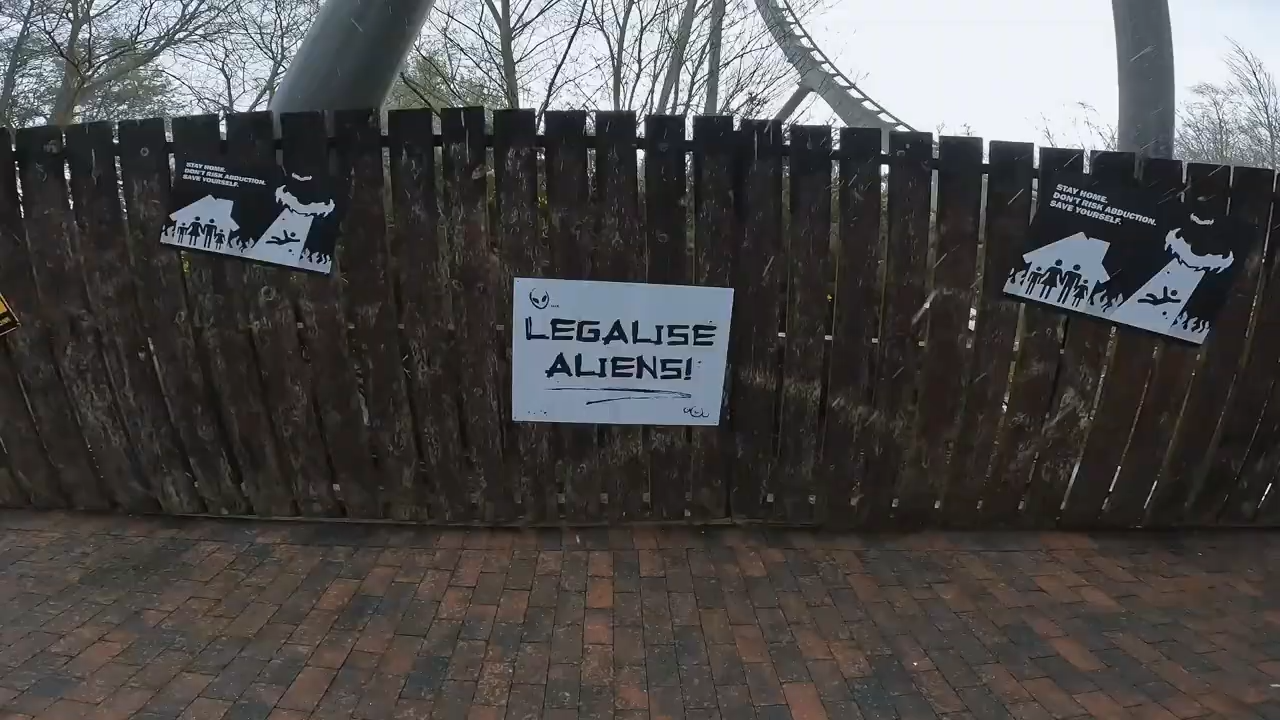 STAY HOME.
DON'T RISK ABDUCTION.
SAVE YOURSELF.
LEGALISE
ALIENS!
STAY HOME.
DON'T RISK ABDUCTION.
SAVE YOURSELF.